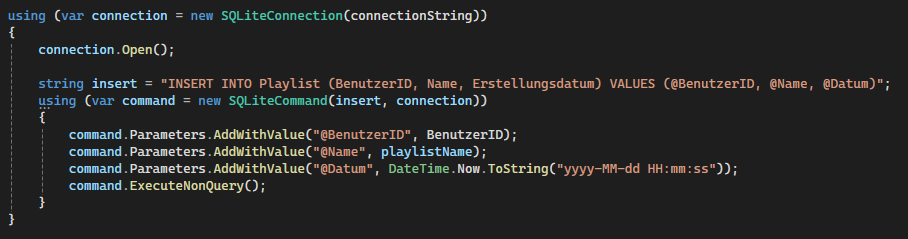 using (var connection = new SQLiteConnection(connectionString))
{
connection.Open();
string insert = "INSERT INTO Playlist (BenutzerID, Name, Erstellungsdatum) VALUES (@BenutzerID, @Name, @Datum)";
using (var command = new SQLiteCommand(insert, connection))
{
command.Parameters.AddWithValue("@BenutzerID", BenutzerID);
command.Parameters.AddWithValue("@Name", playlistName);
command.Parameters.AddWithValue("@Datum", DateTime.Now.ToString("yyyy-MM-dd HH:mm:ss"));
command.ExecuteNonQuery();
}
}